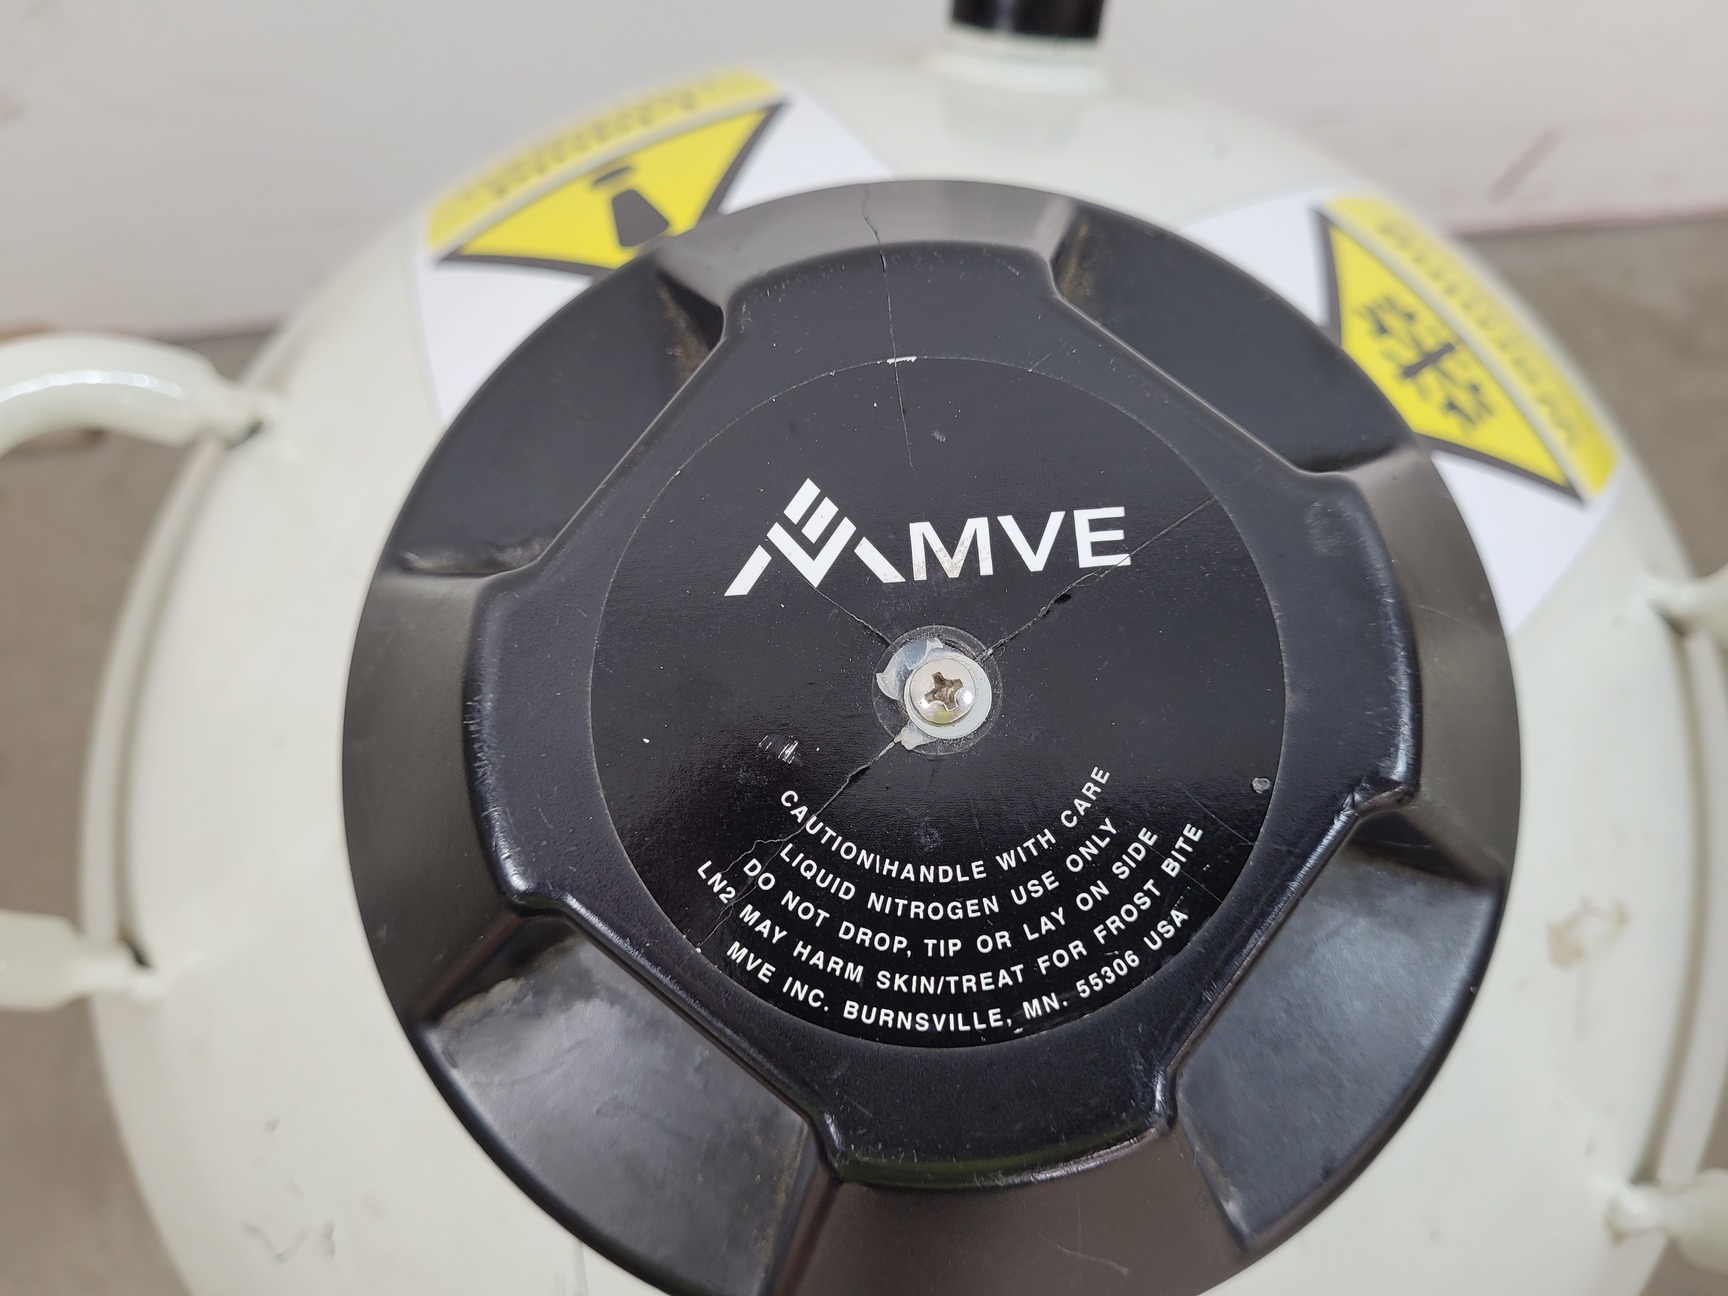 MVE
CAUTION\HANDLE WITH CARE
LIQUID NITROGEN USE ONLY
DO NOT DROP, TIP OR LAY ON SIDE
LN2 MAY HARM SKIN/TREAT FOR FROST BITE
MVE INC. BURNSVILLE, MN. 55306 USA